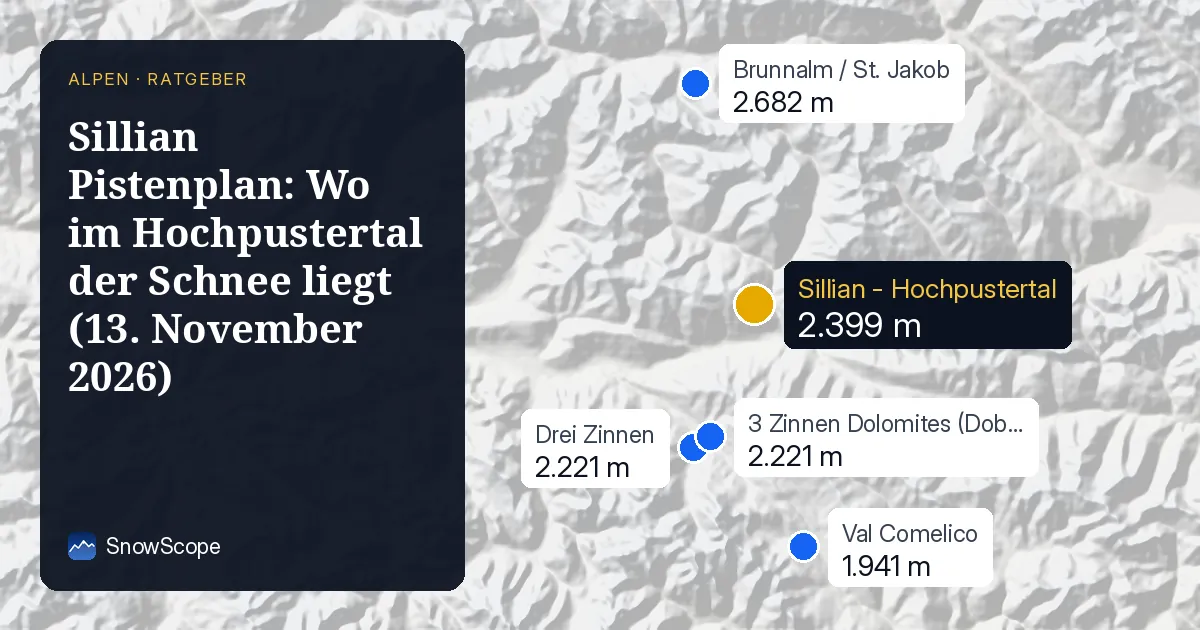 ALPEN · RATGEBER
Sillian
Pistenplan: Wo
im Hochpustertal
der Schnee liegt
(13. November
2026)
SnowScope
Brunnalm / St. Jakob
2.682 m
Sillian - Hochpustertal
2.399 m
Drei Zinnen
2.221 m
3 Zinnen Dolomites (Dob...
2.221 m
Val Comelico
1.941 m